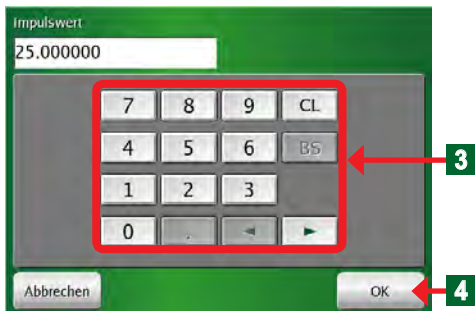 Impulswert
25.000000
7 8 9 CL
4 5 6 BS
3
1 2 3
0 . ◄ ►
Abbrechen OK
4